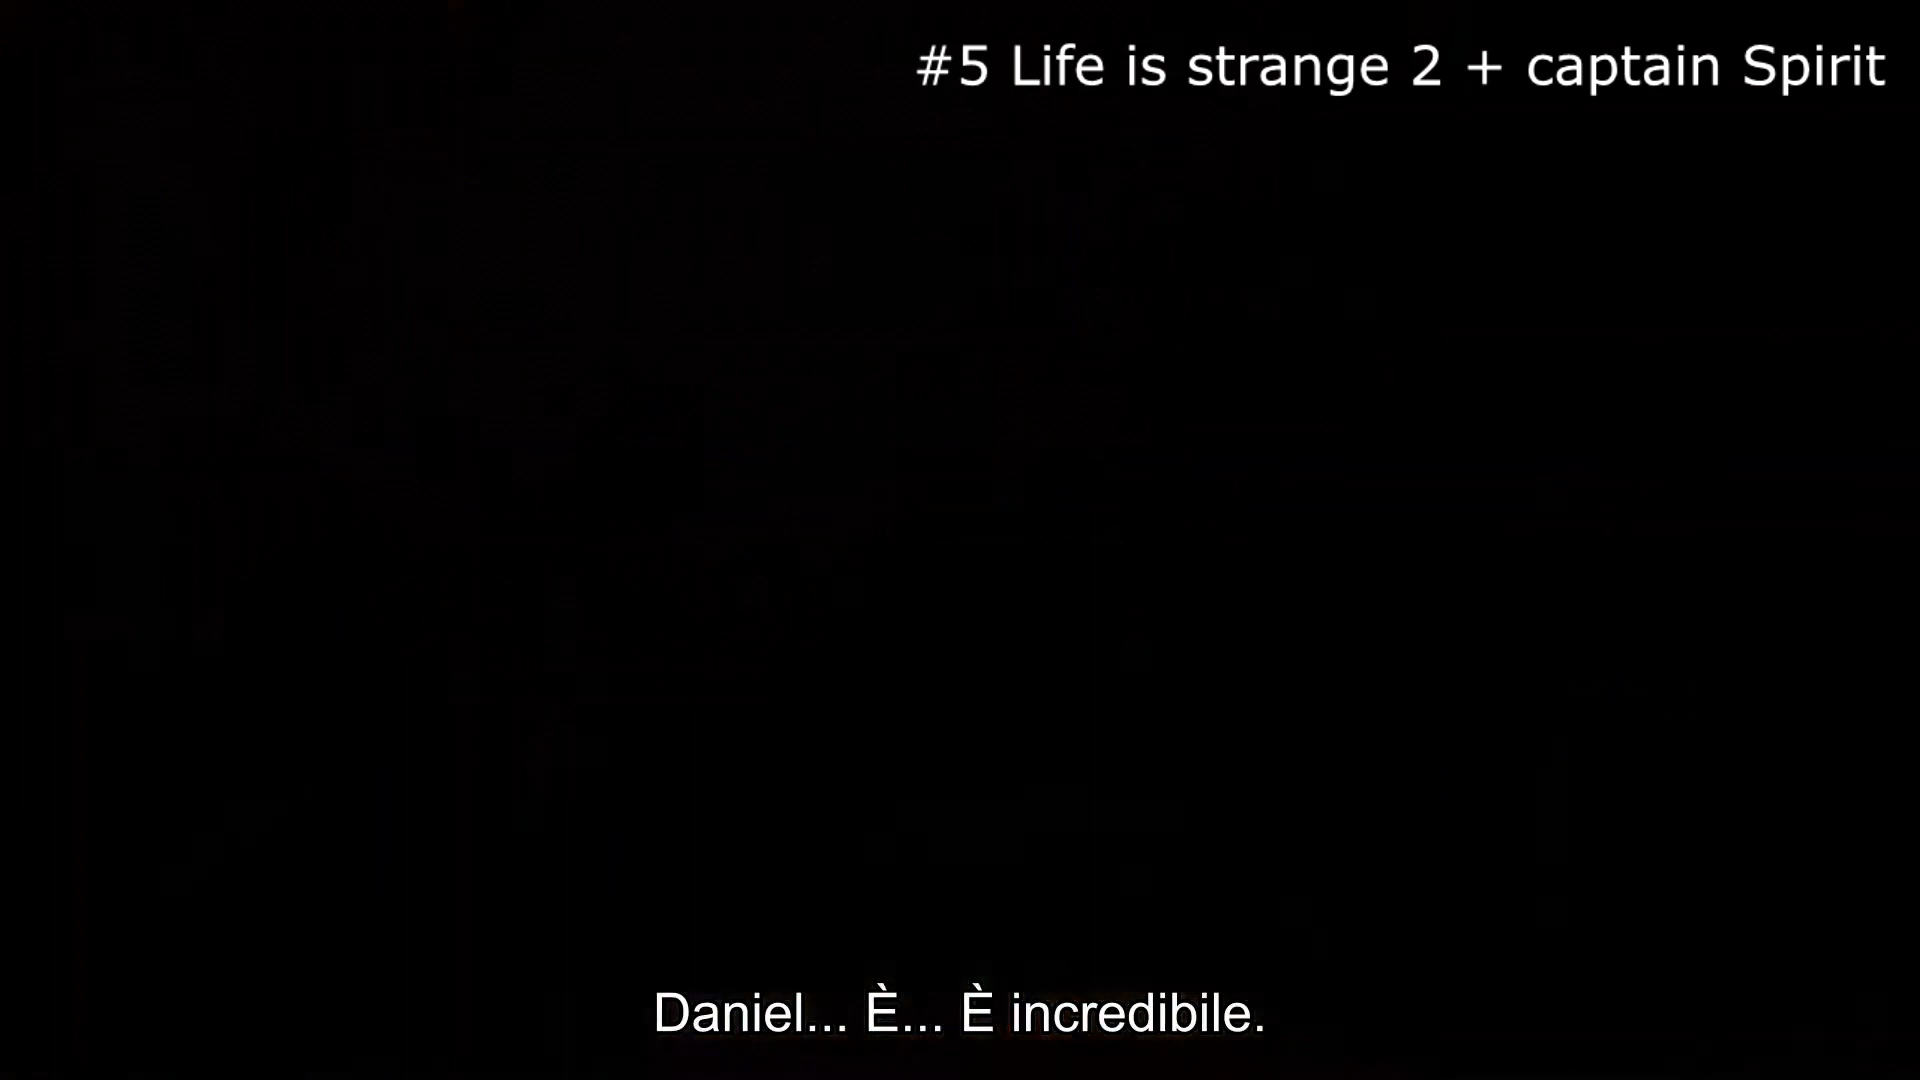 #5 Life is strange 2 + captain Spirit
Daniel... È... È incredibile.